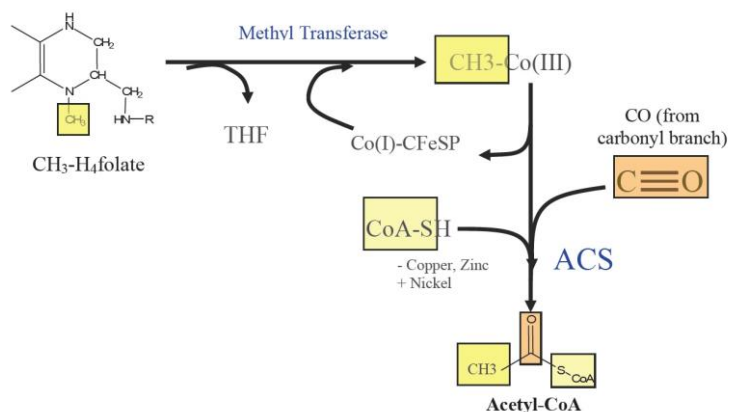 H
N
CH₂
CH
N
CH₂
CH₃
HN—R
CH₃-H₄folate
Methyl Transferase
THF
Co(I)-CFeSP
CH3-Co(III)
CO (from
carbonyl branch)
C≡O
CoA-SH
- Copper, Zinc
+ Nickel
ACS
O
CH3
S
CoA
Acetyl-CoA